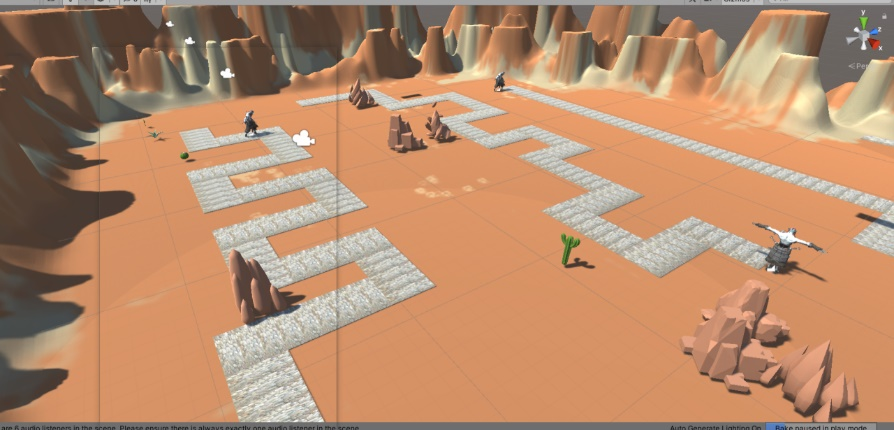 y
are 6 audio listeners in the scene. Please ensure there is always exactly one audio listener in the scene
Auto Generate Lighting On
Bake paused in play mode